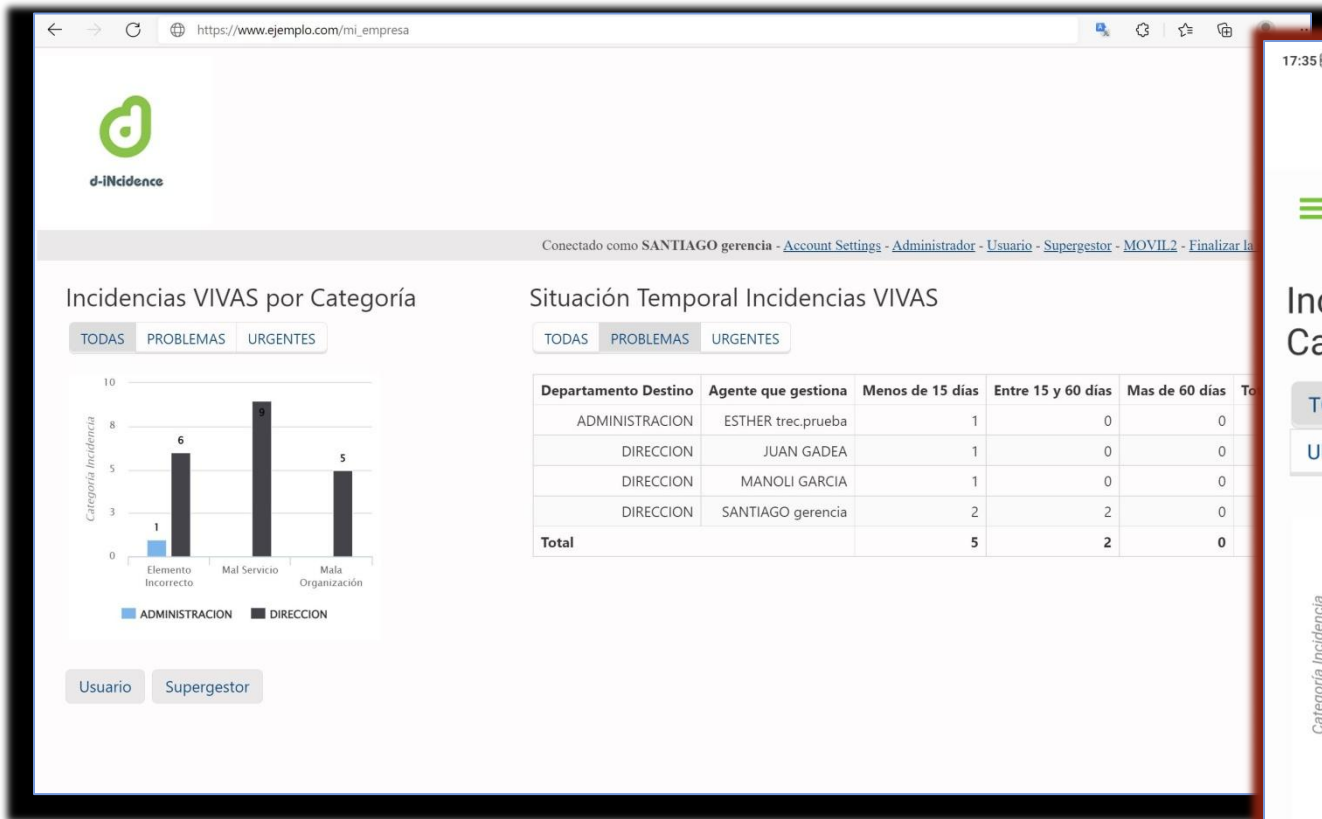 https://www.ejemplo.com/mi_empresa
d-iNcidence
Conectado como SANTIAGO gerencia - Account Settings - Administrador - Usuario - Supergestor - MOVIL2 - Finalizar la
Incidencias VIVAS por Categoría
TODAS PROBLEMAS URGENTES
10
8
5
3
0
Categoría Incidencia
1
6
9
5
Elemento Incorrecto
Mal Servicio
Mala Organización
ADMINISTRACION DIRECCION
Usuario Supergestor
Situación Temporal Incidencias VIVAS
TODAS PROBLEMAS URGENTES
Departamento Destino Agente que gestiona Menos de 15 días Entre 15 y 60 días Mas de 60 días
ADMINISTRACION ESTHER trec.prueba 1 0 0
DIRECCION JUAN GADEA 1 0 0
DIRECCION MANOLI GARCIA 1 0 0
DIRECCION SANTIAGO gerencia 2 2 0
Total 5 2 0
17:35
Categoría Incidencia